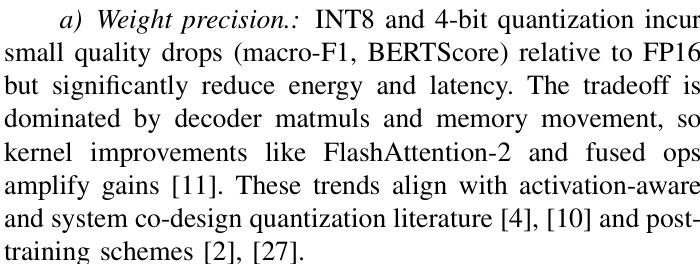 a) Weight precision.: INT8 and 4-bit quantization incur
small quality drops (macro-F1, BERTScore) relative to FP16
but significantly reduce energy and latency. The tradeoff is
dominated by decoder matmuls and memory movement, so
kernel improvements like FlashAttention-2 and fused ops
amplify gains [11]. These trends align with activation-aware
and system co-design quantization literature [4], [10] and post-
training schemes [2], [27].